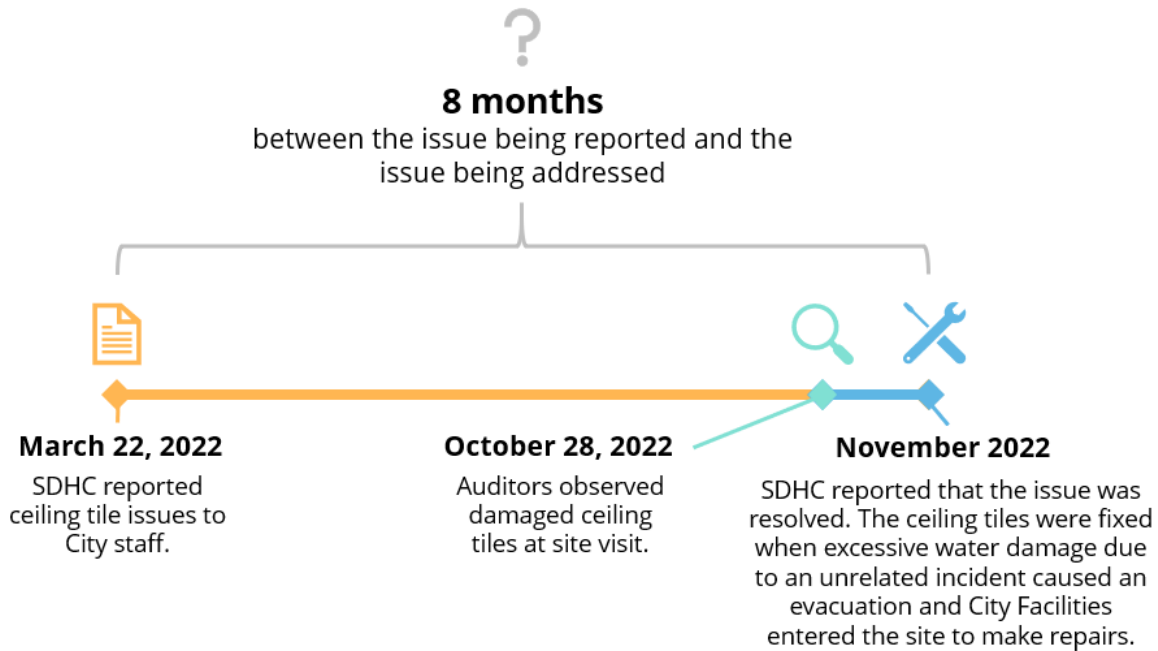 ?
8 months
between the issue being reported and the
issue being addressed
March 22, 2022
SDHC reported
ceiling tile issues to
City staff.
October 28, 2022
Auditors observed
damaged ceiling
tiles at site visit.
November 2022
SDHC reported that the issue was
resolved. The ceiling tiles were fixed
when excessive water damage due
to an unrelated incident caused an
evacuation and City Facilities
entered the site to make repairs.